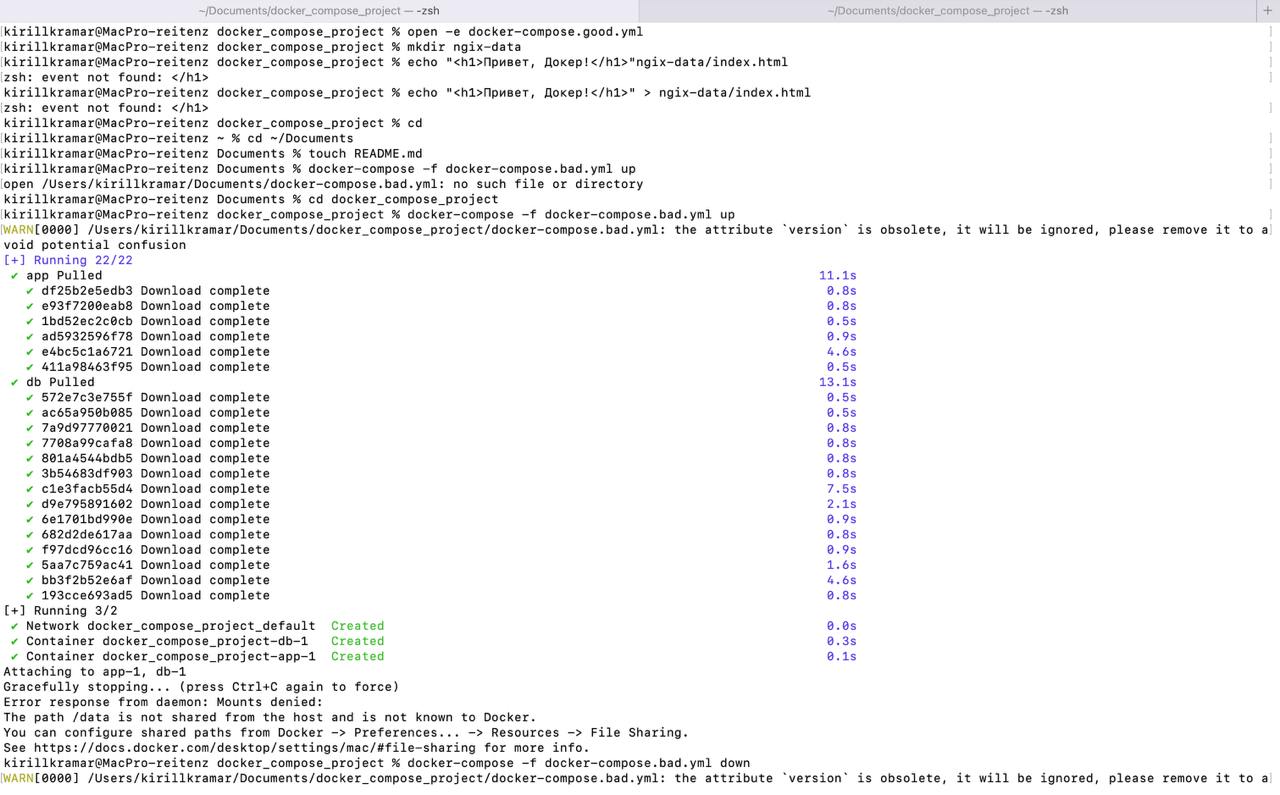 ~/Documents/docker_compose_project — -zsh
~/Documents/docker_compose_project — -zsh
+
kirillkramar@MacPro-reitenz docker_compose_project % open -e docker-compose.good.yml
kirillkramar@MacPro-reitenz docker_compose_project % mkdir ngix-data
kirillkramar@MacPro-reitenz docker_compose_project % echo "<h1>Привет, Докер!</h1>"ngix-data/index.html
zsh: event not found: </h1>
kirillkramar@MacPro-reitenz docker_compose_project % echo "<h1>Привет, Докер!</h1>" > ngix-data/index.html
zsh: event not found: </h1>
kirillkramar@MacPro-reitenz docker_compose_project % cd
kirillkramar@MacPro-reitenz ~ % cd ~/Documents
kirillkramar@MacPro-reitenz Documents % touch README.md
kirillkramar@MacPro-reitenz Documents % docker-compose -f docker-compose.bad.yml up
open /Users/kirillkramar/Documents/docker-compose.bad.yml: no such file or directory
kirillkramar@MacPro-reitenz Documents % cd docker_compose_project
kirillkramar@MacPro-reitenz docker_compose_project % docker-compose -f docker-compose.bad.yml up
WARN[0000] /Users/kirillkramar/Documents/docker_compose_project/docker-compose.bad.yml: the attribute `version` is obsolete, it will be ignored, please remove it to a
void potential confusion
[+] Running 22/22
✔ app Pulled 11.1s
✔ df25b2e5edb3 Download complete 0.8s
✔ e93f7200eab8 Download complete 0.8s
✔ 1bd52ec2c0cb Download complete 0.5s
✔ ad5932596f78 Download complete 0.9s
✔ e4bc5c1a6721 Download complete 4.6s
✔ 411a98463f95 Download complete 0.5s
✔ db Pulled 13.1s
✔ 572e7c3e755f Download complete 0.5s
✔ ac65a950b085 Download complete 0.5s
✔ 7a9d97770021 Download complete 0.8s
✔ 7708a99cafa8 Download complete 0.8s
✔ 801a4544bdb5 Download complete 0.8s
✔ 3b54683df903 Download complete 0.8s
✔ c1e3facb55d4 Download complete 7.5s
✔ d9e795891602 Download complete 2.1s
✔ 6e1701bd990e Download complete 0.9s
✔ 682d2de617aa Download complete 0.8s
✔ f97dcd96cc16 Download complete 0.9s
✔ 5aa7c759ac41 Download complete 1.6s
✔ bb3f2b52e6af Download complete 4.6s
✔ 193cce693ad5 Download complete 0.8s
[+] Running 3/2
✔ Network docker_compose_project_default Created 0.0s
✔ Container docker_compose_project-db-1 Created 0.3s
✔ Container docker_compose_project-app-1 Created 0.1s
Attaching to app-1, db-1
Gracefully stopping... (press Ctrl+C again to force)
Error response from daemon: Mounts denied:
The path /data is not shared from the host and is not known to Docker.
You can configure shared paths from Docker -> Preferences... -> Resources -> File Sharing.
See https://docs.docker.com/desktop/settings/mac/#file-sharing for more info.
kirillkramar@MacPro-reitenz docker_compose_project % docker-compose -f docker-compose.bad.yml down
WARN[0000] /Users/kirillkramar/Documents/docker_compose_project/docker-compose.bad.yml: the attribute `version` is obsolete, it will be ignored, please remove it to a